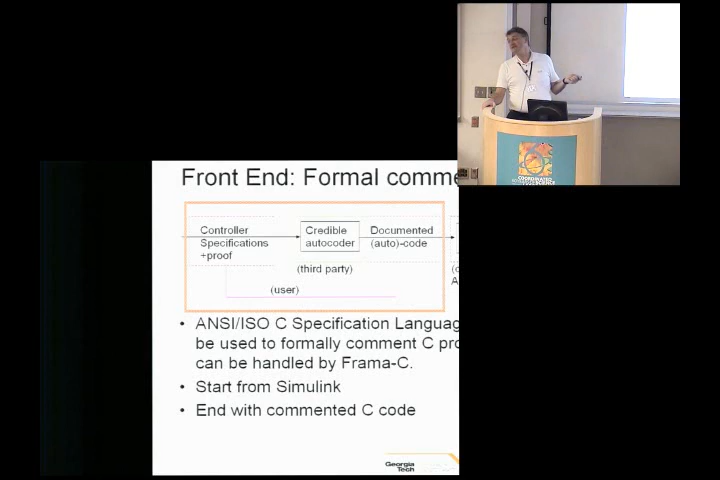 COORDINATED
SCIENCE
Front End: Formal comme
Controller
Specifications
+proof
Credible
autocoder
Documented
(auto)-code
(third party)
(user)
ANSI/ISO C Specification Languag
be used to formally comment C pro
can be handled by Frama-C.
• Start from Simulink
• End with commented C code
Georgia
Tech